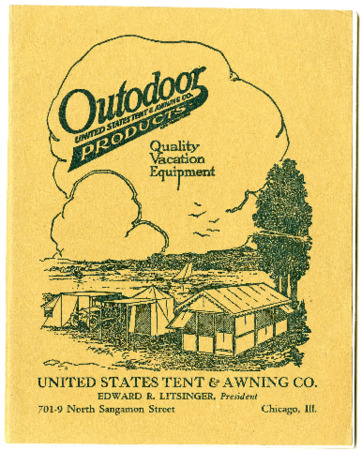 Outodoor
UNITED STATES TENT & AWNING CO.
PRODUCTS
Quality
Vacation
Equipment
UNITED STATES TENT & AWNING CO.
EDWARD R. LITSINGER, President
701-9 North Sangamon Street Chicago, Ill.